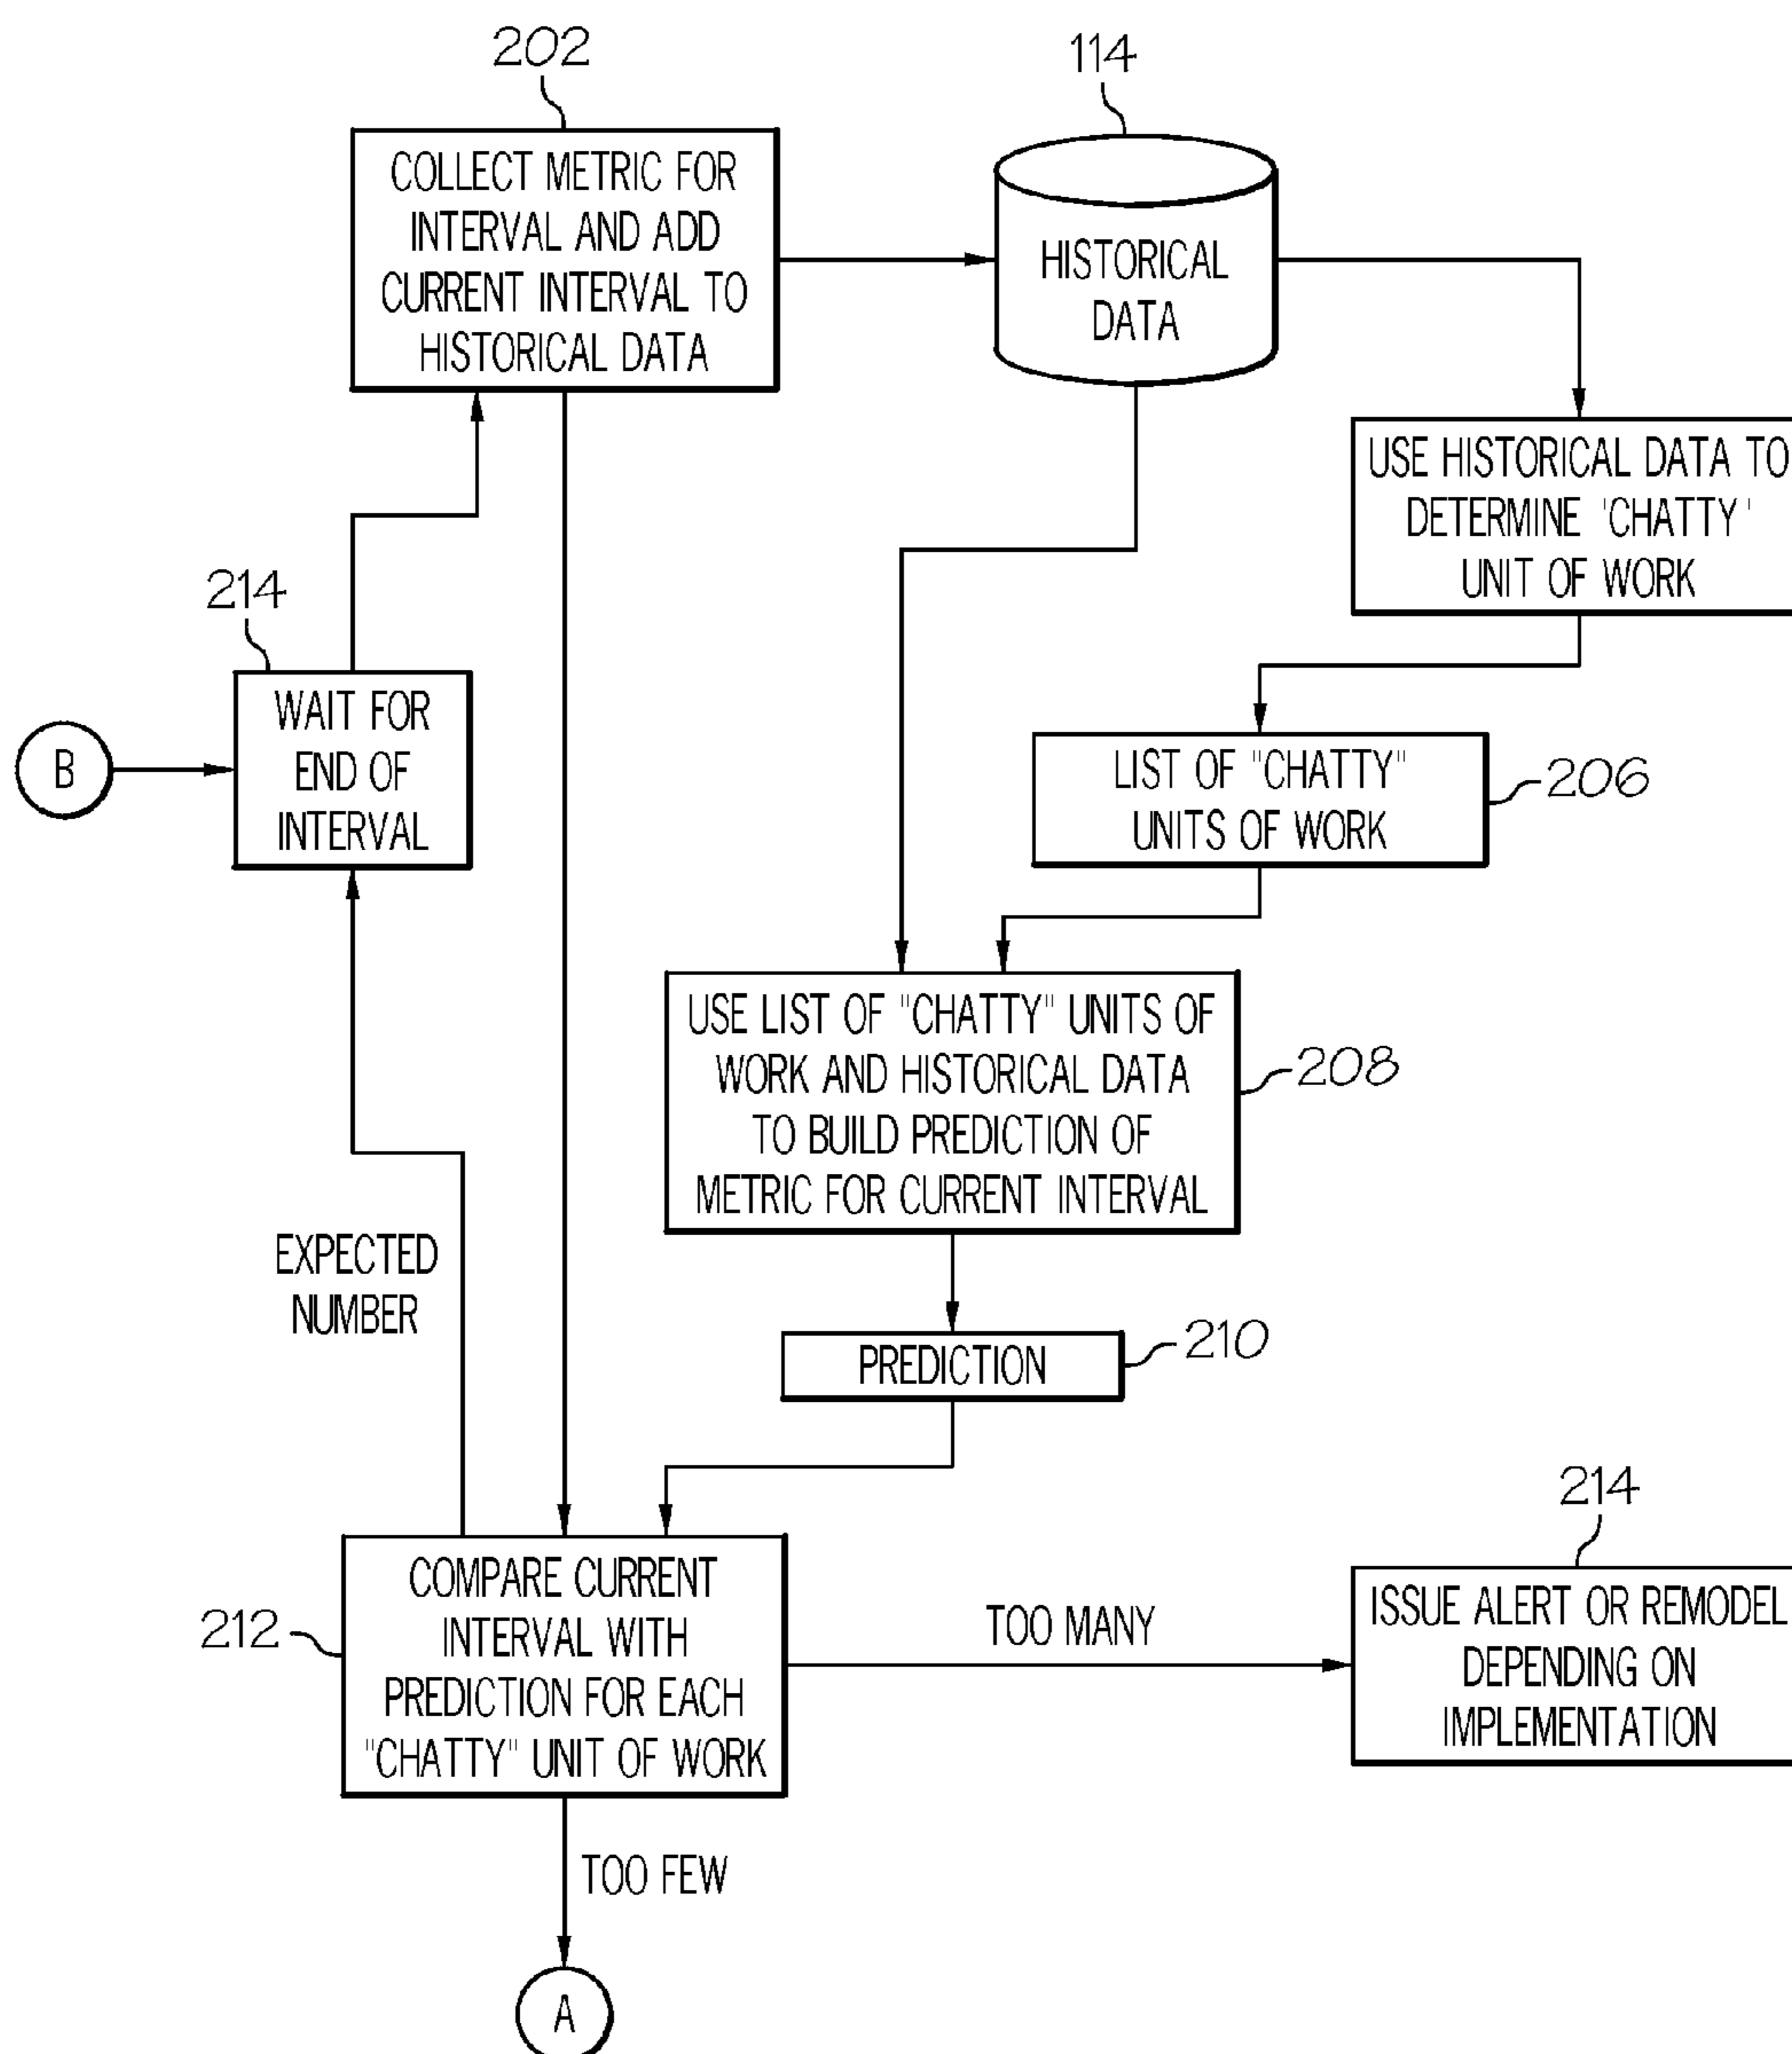 202
114
COLLECT METRIC FOR
INTERVAL AND ADD
CURRENT INTERVAL TO
HISTORICAL DATA
HISTORICAL
DATA
USE HISTORICAL DATA TO
DETERMINE 'CHATTY'
UNIT OF WORK
214
WAIT FOR
END OF
INTERVAL
B
LIST OF "CHATTY"
UNITS OF WORK
206
USE LIST OF "CHATTY" UNITS OF
WORK AND HISTORICAL DATA
TO BUILD PREDICTION OF
METRIC FOR CURRENT INTERVAL
208
EXPECTED
NUMBER
PREDICTION
210
212
COMPARE CURRENT
INTERVAL WITH
PREDICTION FOR EACH
"CHATTY" UNIT OF WORK
TOO MANY
214
ISSUE ALERT OR REMODEL
DEPENDING ON
IMPLEMENTATION
TOO FEW
A